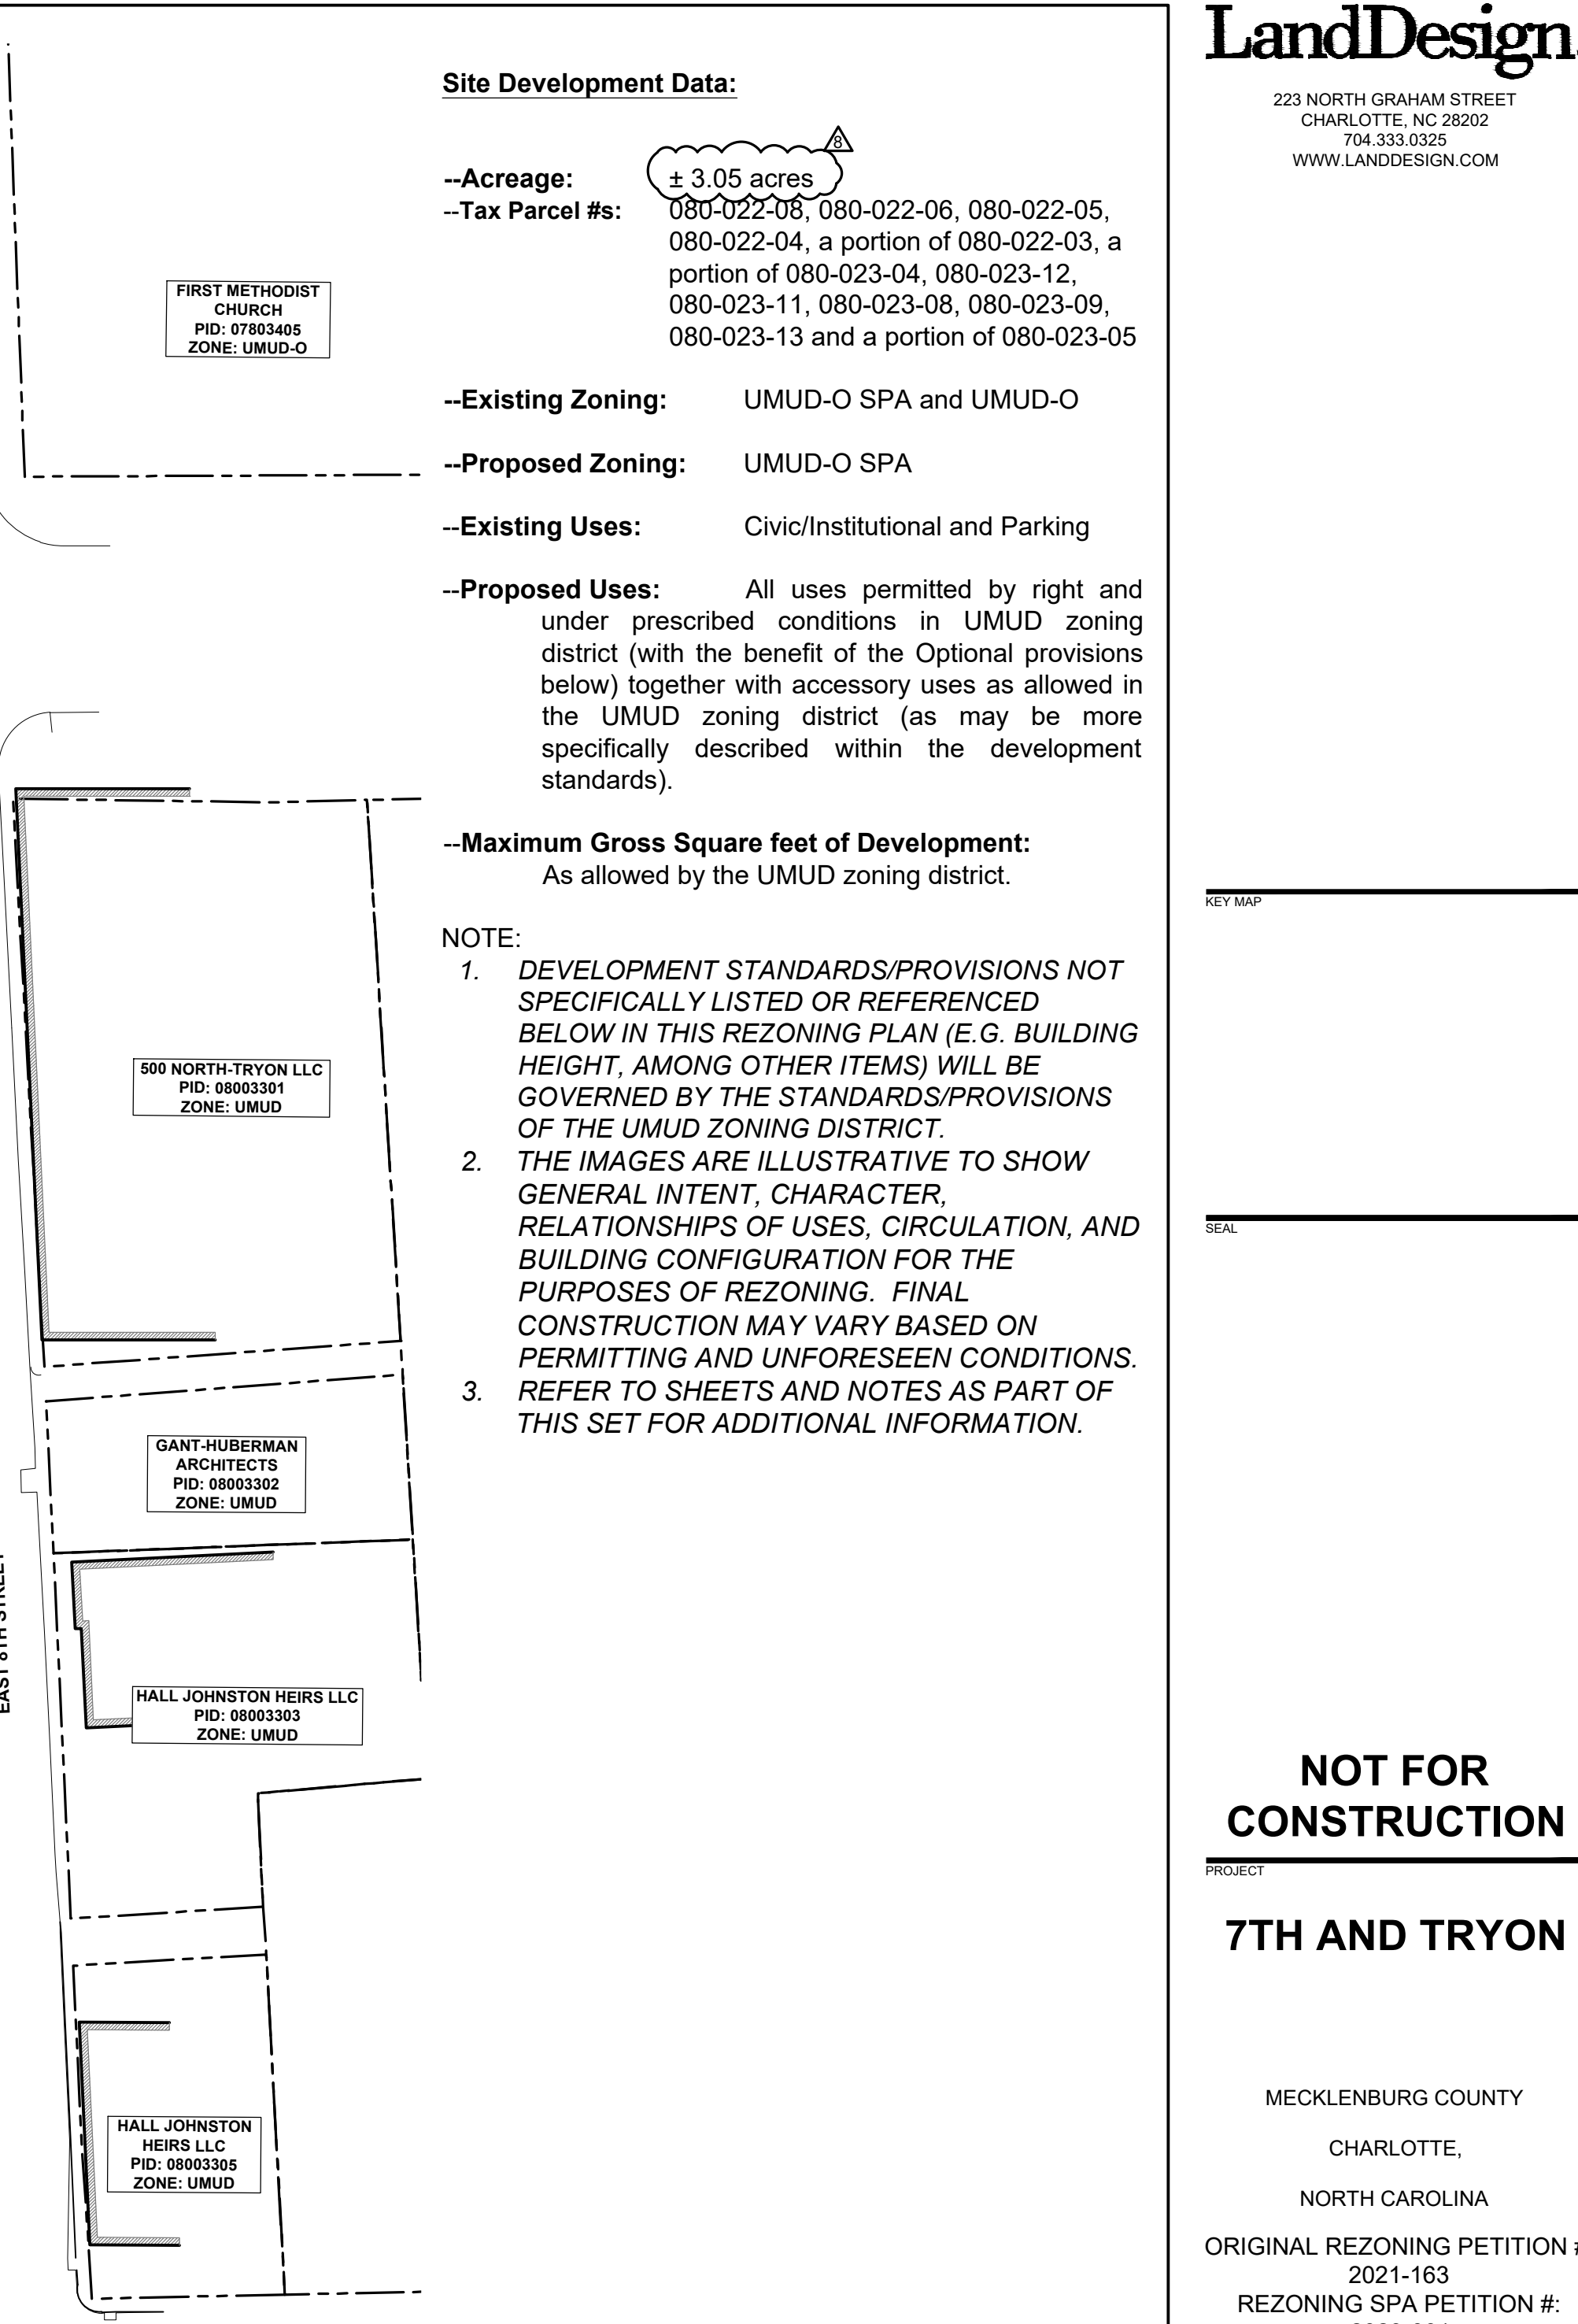 FIRST METHODIST
CHURCH
PID: 07803405
ZONE: UMUD-O
500 NORTH-TRYON LLC
PID: 08003301
ZONE: UMUD
GANT-HUBERMAN
ARCHITECTS
PID: 08003302
ZONE: UMUD
EAST 8TH STREET
HALL JOHNSTON HEIRS LLC
PID: 08003303
ZONE: UMUD
HALL JOHNSTON
HEIRS LLC
PID: 08003305
ZONE: UMUD
Site Development Data:
8
--Acreage: ± 3.05 acres
--Tax Parcel #s: 080-022-08, 080-022-06, 080-022-05,
080-022-04, a portion of 080-022-03, a
portion of 080-023-04, 080-023-12,
080-023-11, 080-023-08, 080-023-09,
080-023-13 and a portion of 080-023-05
--Existing Zoning: UMUD-O SPA and UMUD-O
--Proposed Zoning: UMUD-O SPA
--Existing Uses: Civic/Institutional and Parking
--Proposed Uses: All uses permitted by right and
under prescribed conditions in UMUD zoning
district (with the benefit of the Optional provisions
below) together with accessory uses as allowed in
the UMUD zoning district (as may be more
specifically described within the development
standards).
--Maximum Gross Square feet of Development:
As allowed by the UMUD zoning district.
NOTE:
1. DEVELOPMENT STANDARDS/PROVISIONS NOT
SPECIFICALLY LISTED OR REFERENCED
BELOW IN THIS REZONING PLAN (E.G. BUILDING
HEIGHT, AMONG OTHER ITEMS) WILL BE
GOVERNED BY THE STANDARDS/PROVISIONS
OF THE UMUD ZONING DISTRICT.
2. THE IMAGES ARE ILLUSTRATIVE TO SHOW
GENERAL INTENT, CHARACTER,
RELATIONSHIPS OF USES, CIRCULATION, AND
BUILDING CONFIGURATION FOR THE
PURPOSES OF REZONING. FINAL
CONSTRUCTION MAY VARY BASED ON
PERMITTING AND UNFORESEEN CONDITIONS.
3. REFER TO SHEETS AND NOTES AS PART OF
THIS SET FOR ADDITIONAL INFORMATION.
LandDesign.
223 NORTH GRAHAM STREET
CHARLOTTE, NC 28202
704.333.0325
WWW.LANDDESIGN.COM
KEY MAP
SEAL
NOT FOR
CONSTRUCTION
PROJECT
7TH AND TRYON
MECKLENBURG COUNTY
CHARLOTTE,
NORTH CAROLINA
ORIGINAL REZONING PETITION #
2021-163
REZONING SPA PETITION #: